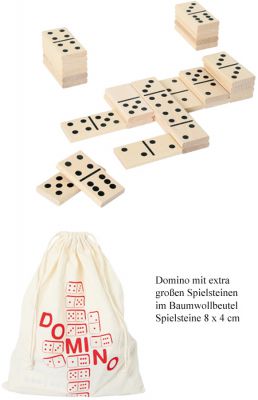 DOMINO
Domino mit extra
großen Spielsteinen
im Baumwollbeutel
Spielsteine 8 x 4 cm